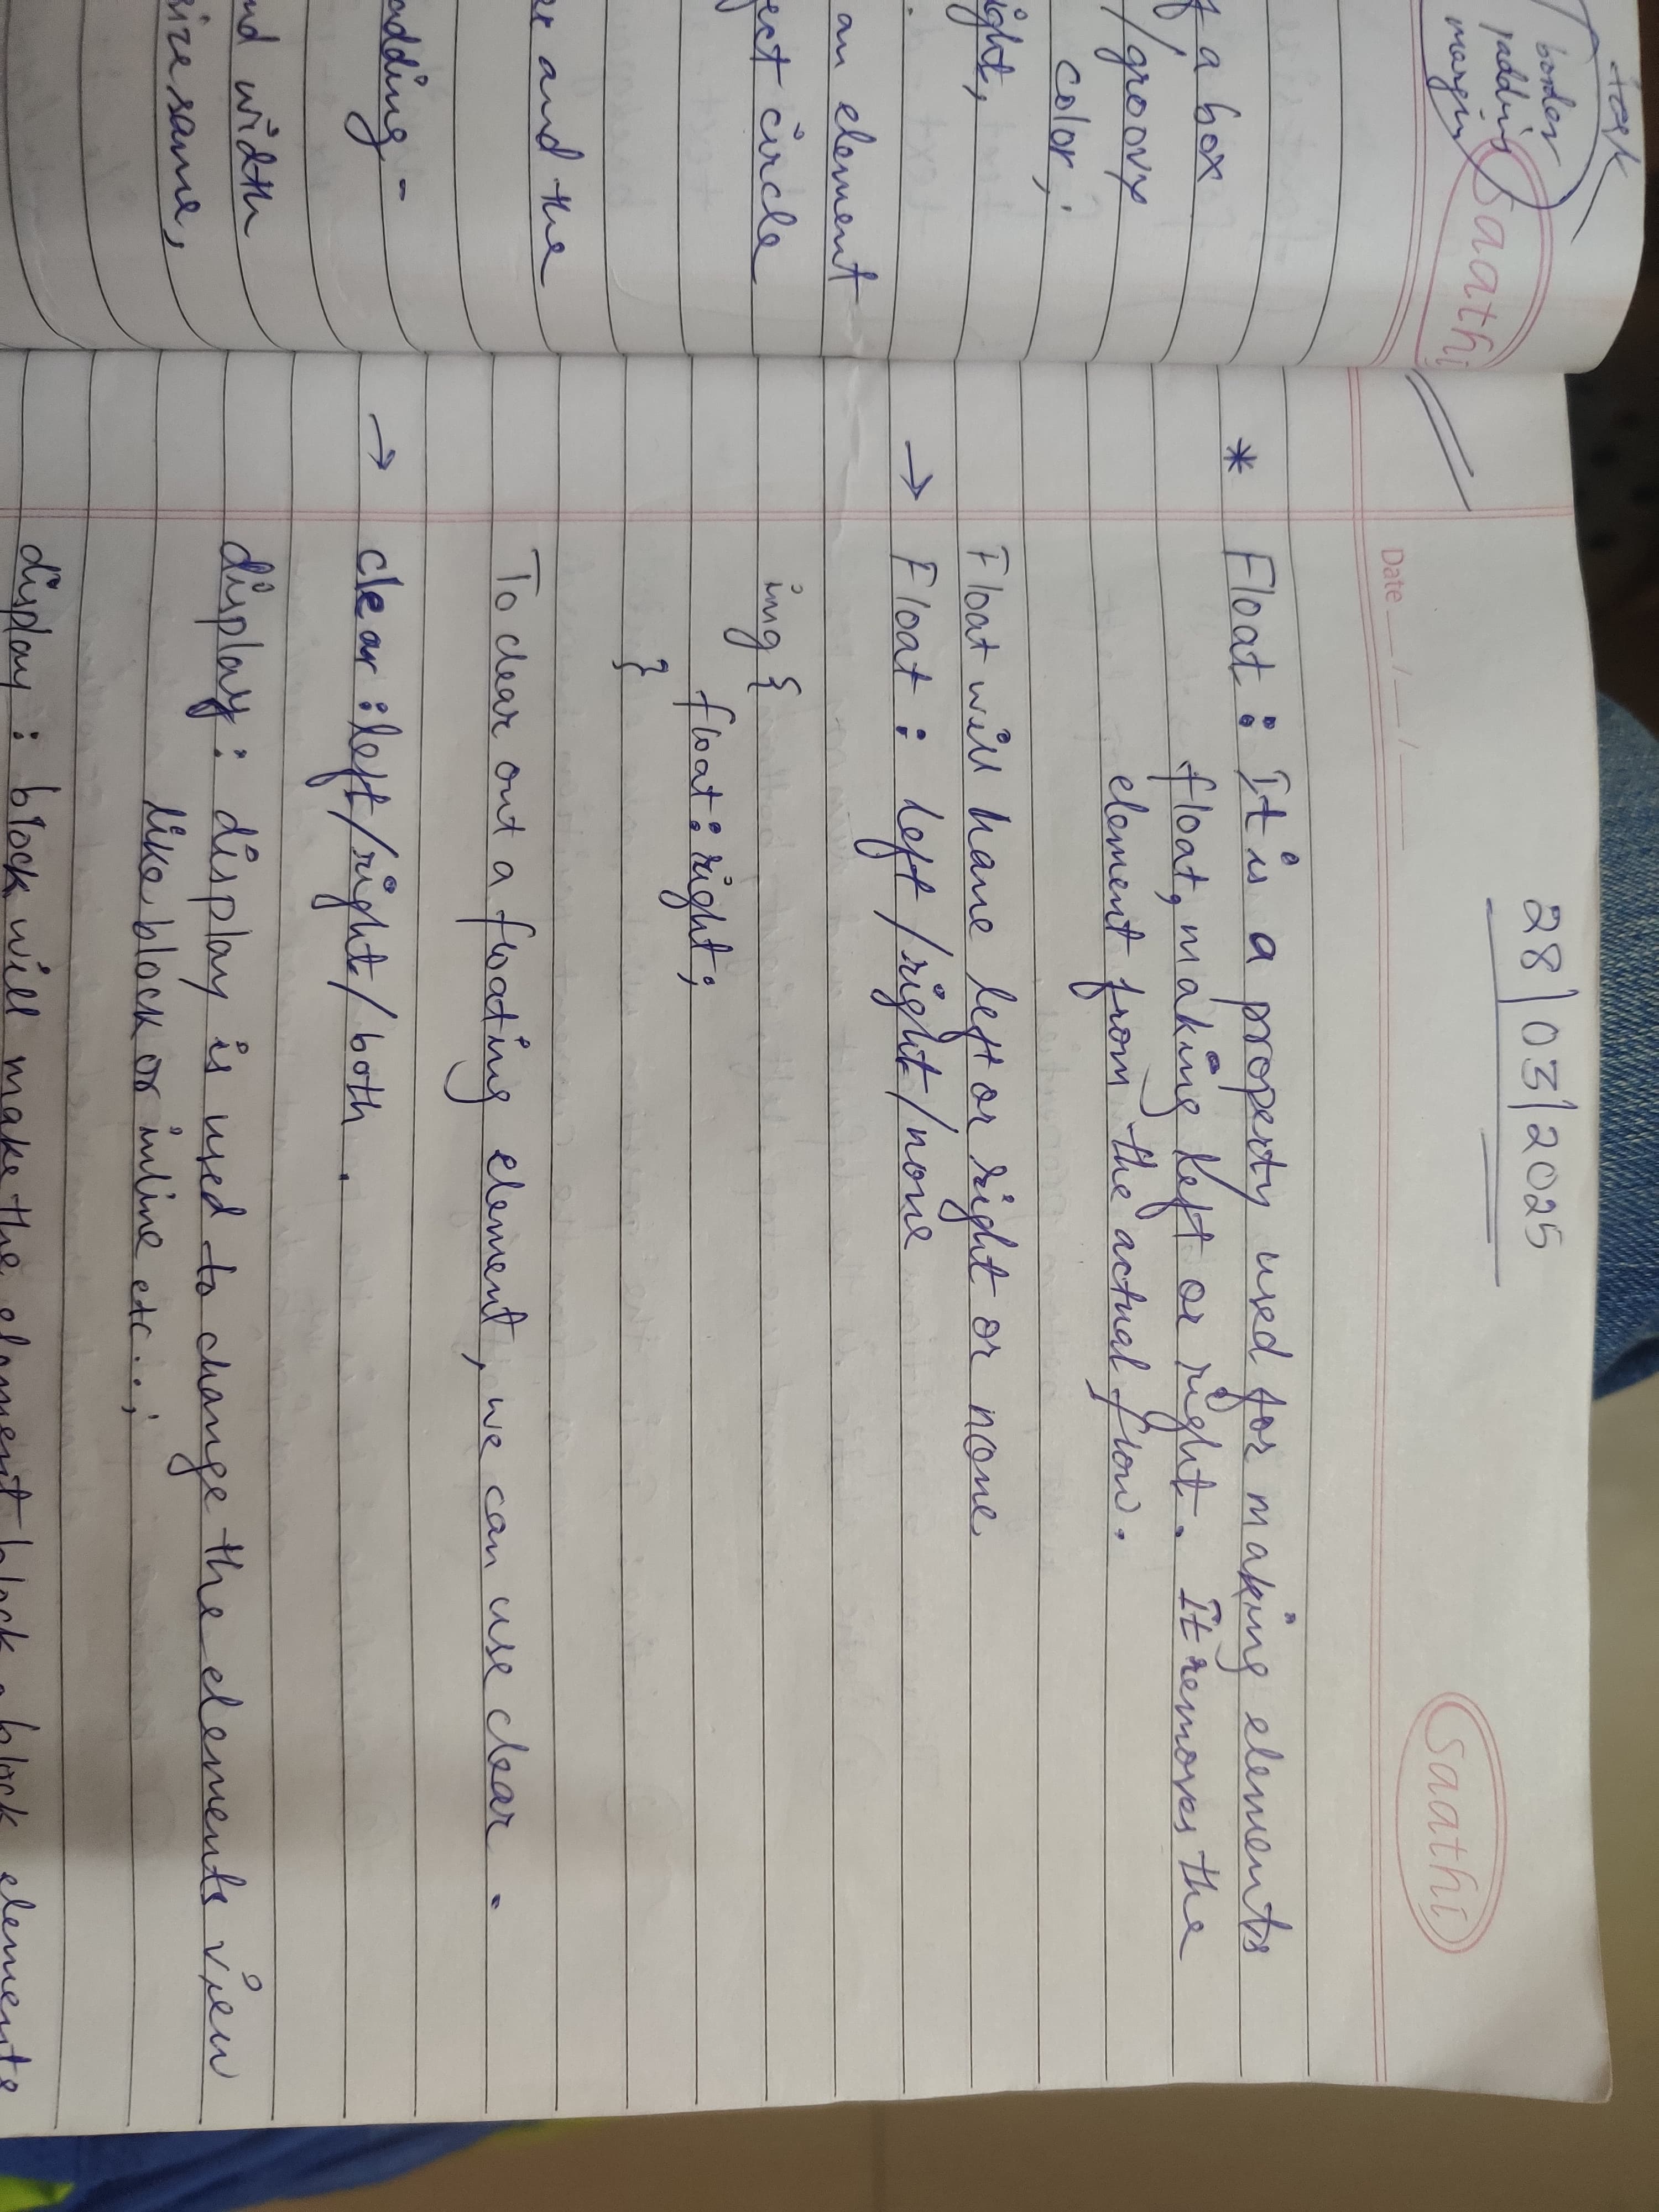 task
border
padding
margin
Saathi
f a box
/groovy
color;
ight,
an element
ect circle
er and the
adding -
nd width
ire same,
28/03/2025
Saathi
Date __/__/__
* Float : It is a property used for making elements
float, making left or right. It removes the
element from the actual flow.
Float will have left or right or none
→ Float : left/right/none
img {
float : right;
}
To clear out a floating element, we can use clear .
→ clear : left/right/both .
display : display is used to change the elements view
like block or inline etc...;
display : block will make the element block a block elements